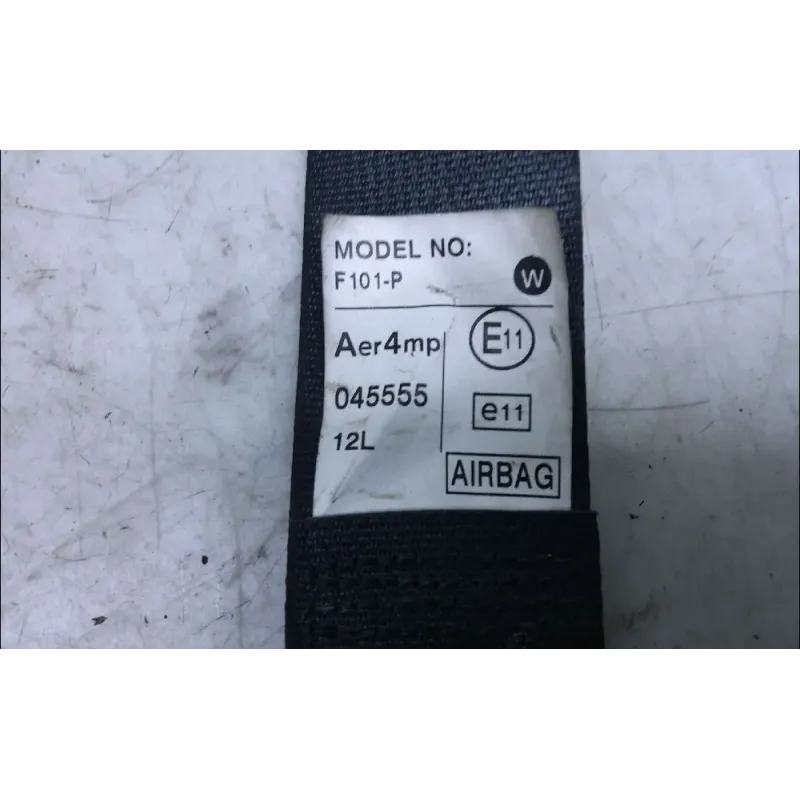 MODEL NO:
F101-P
W
Aer4mp
E11
045555
e11
12L
AIRBAG